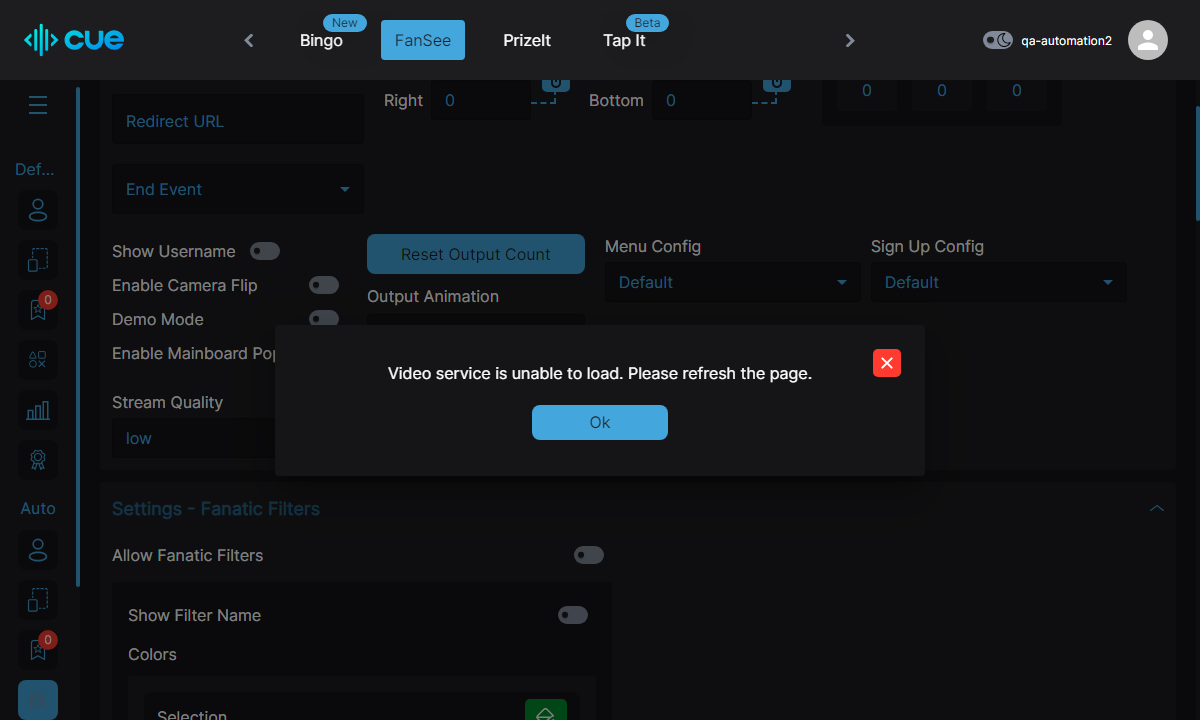 cue
Bingo
New
FanSee
PrizeIt
Tap It
Beta
qa-automation2
Def...
0
Auto
0
Redirect URL
End Event
Right 0
Bottom 0
0 0 0
Show Username
Enable Camera Flip
Demo Mode
Enable Mainboard Pop
Stream Quality
low
Reset Output Count
Output Animation
Menu Config
Default
Sign Up Config
Default
Video service is unable to load. Please refresh the page.
Ok
Settings - Fanatic Filters
Allow Fanatic Filters
Show Filter Name
Colors
Selection